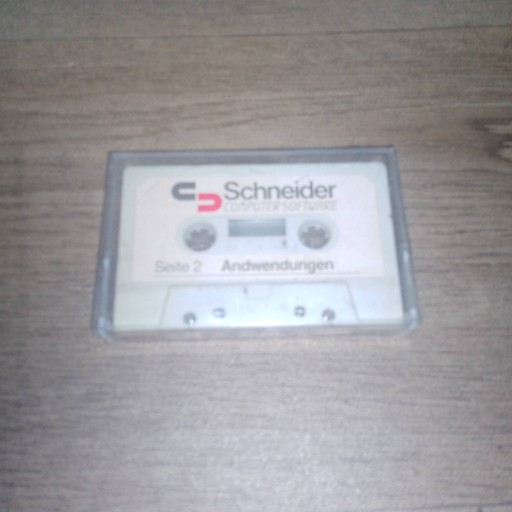 Schneider
COMPUTER SOFTWARE
Seite 2 Andwendungen